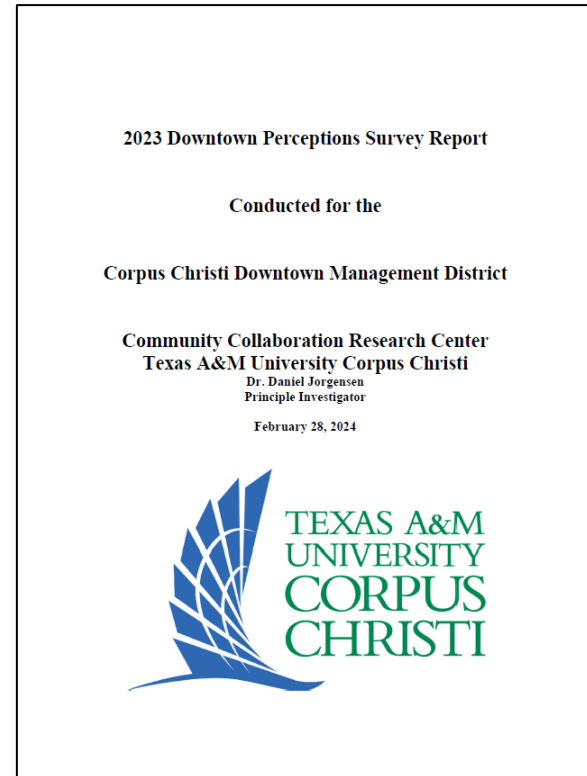 2023 Downtown Perceptions Survey Report
Conducted for the
Corpus Christi Downtown Management District
Community Collaboration Research Center
Texas A&M University Corpus Christi
Dr. Daniel Jorgensen
Principle Investigator
February 28, 2024
TEXAS A&M
UNIVERSITY
CORPUS
CHRISTI